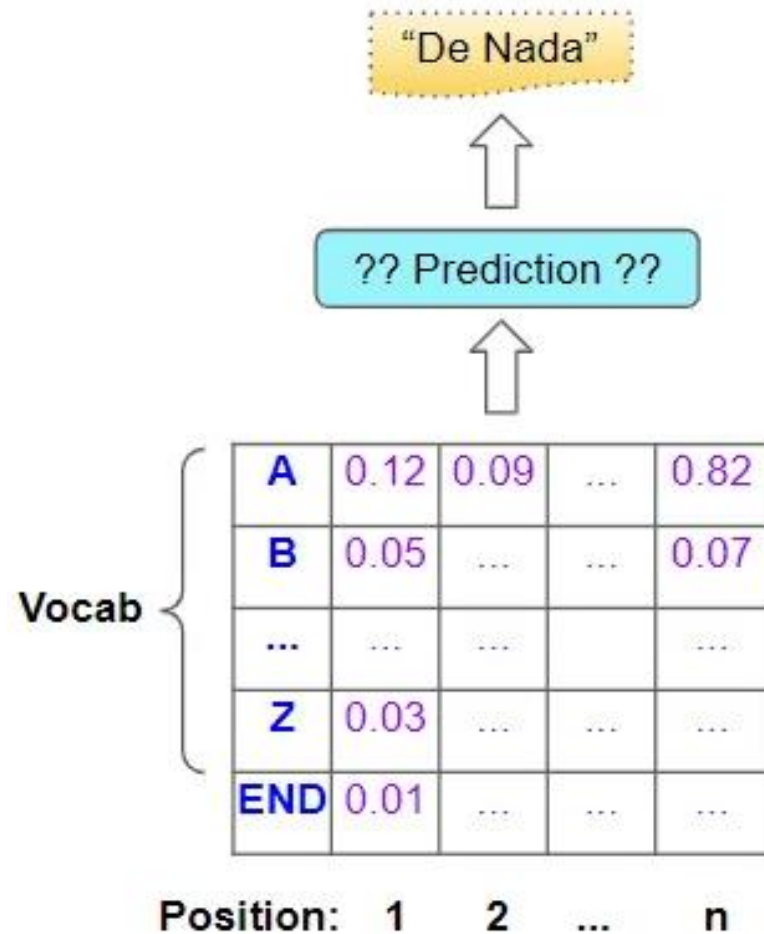 “De Nada”
?? Prediction ??
A 0.12 0.09 ... 0.82
B 0.05 ... ... 0.07
Vocab
... ... ... ...
Z 0.03 ... ... ...
END 0.01 ... ... ...
Position: 1 2 ... n